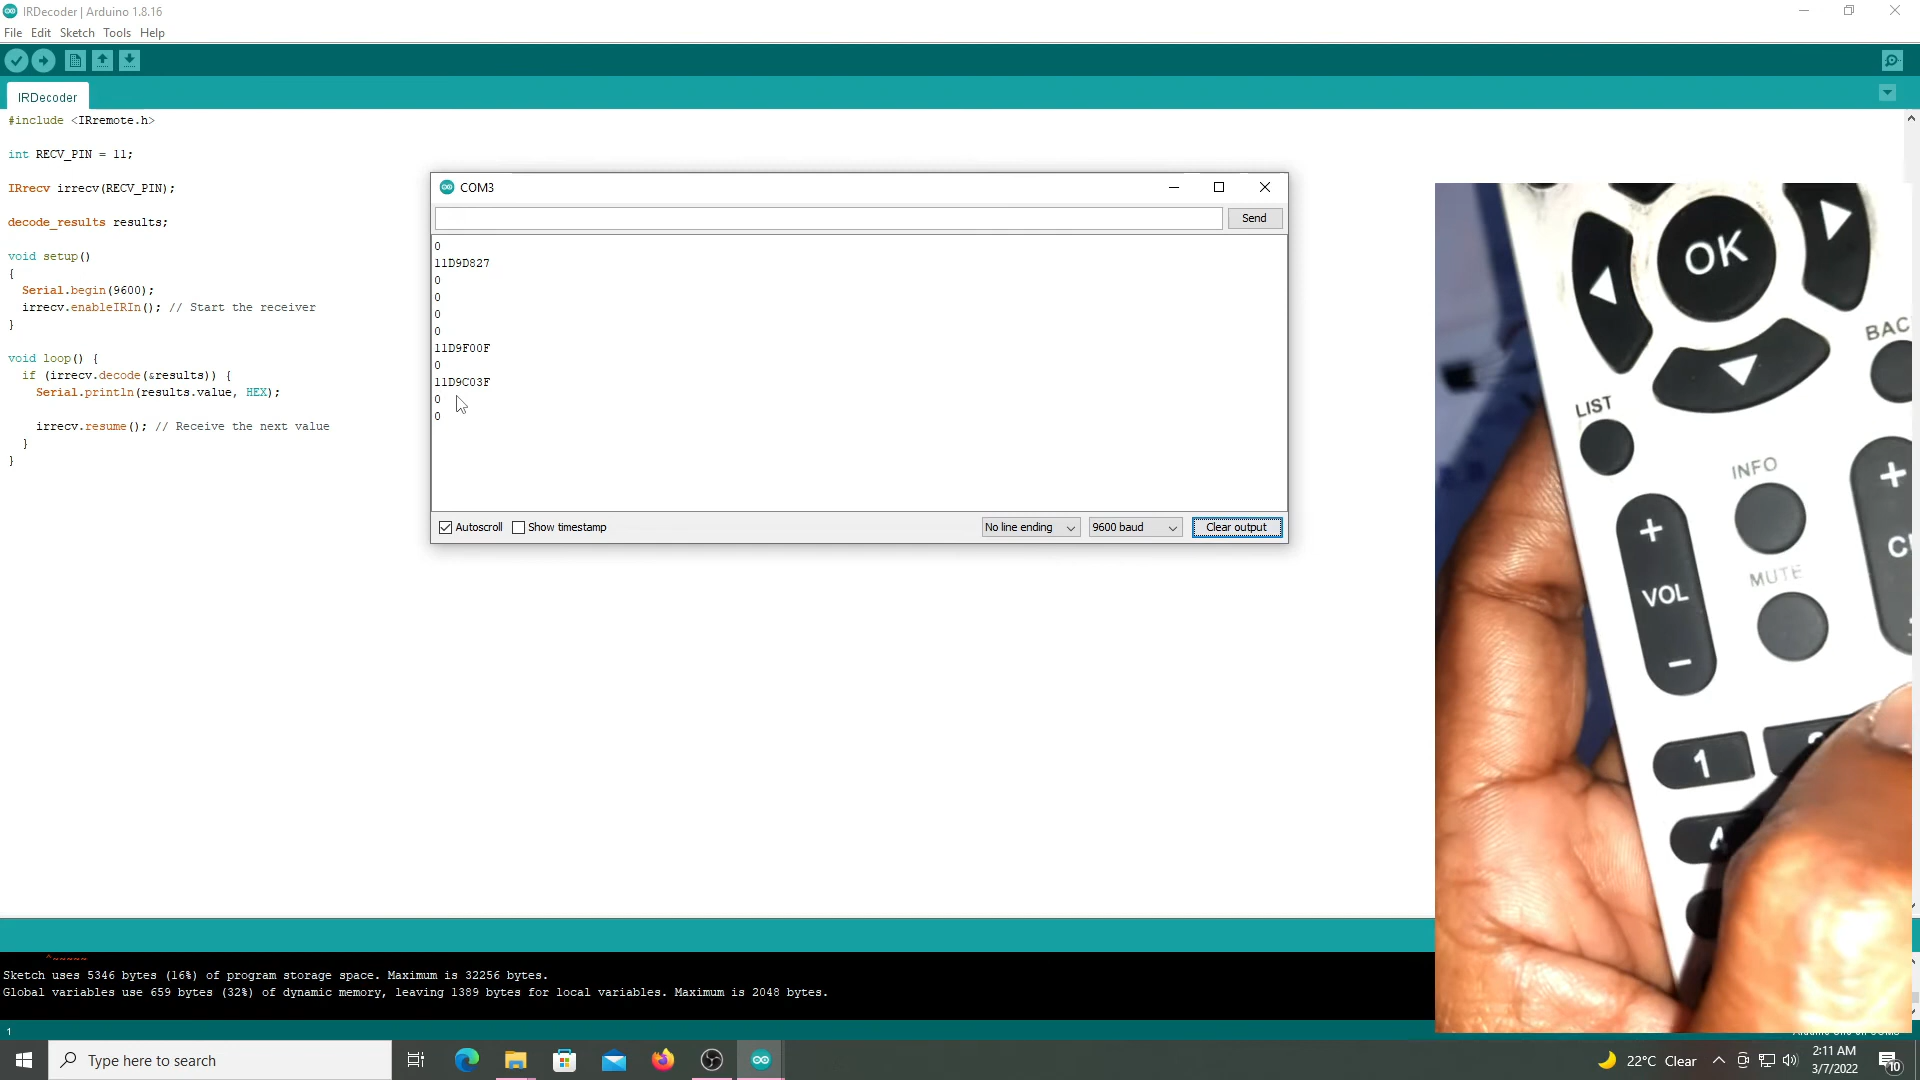 IRDecoder | Arduino 1.8.16
File Edit Sketch Tools Help
IRDecoder
#include <IRremote.h>
int RECV_PIN = 11;
IRrecv irrecv(RECV_PIN);
decode_results results;
void setup()
{
Serial.begin(9600);
irrecv.enableIRIn(); // Start the receiver
}
void loop() {
if (irrecv.decode(&results)) {
Serial.println(results.value, HEX);
irrecv.resume(); // Receive the next value
}
}
COM3
Send
0
11D9D827
0
0
0
0
11D9F00F
0
11D9C03F
0
0
Autoscroll Show timestamp No line ending 9600 baud Clear output
OK
LIST
INFO
+
+
VOL
MUTE
-
1
^~~~~~
Sketch uses 5346 bytes (16%) of program storage space. Maximum is 32256 bytes.
Global variables use 659 bytes (32%) of dynamic memory, leaving 1389 bytes for local variables. Maximum is 2048 bytes.
1
Type here to search
22°C Clear
2:11 AM
3/7/2022
10